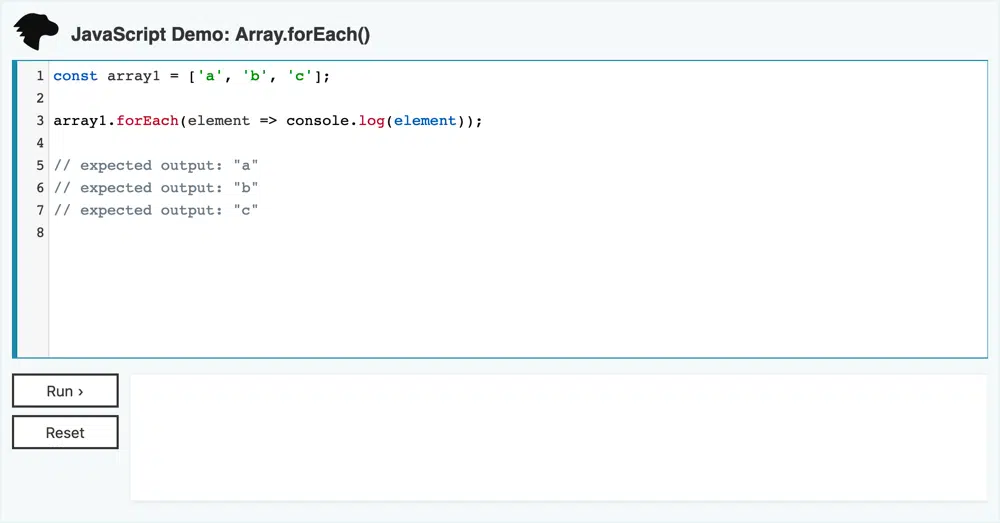 JavaScript Demo: Array.forEach()
1 const array1 = ['a', 'b', 'c'];
2
3 array1.forEach(element => console.log(element));
4
5 // expected output: "a"
6 // expected output: "b"
7 // expected output: "c"
8
Run ›
Reset